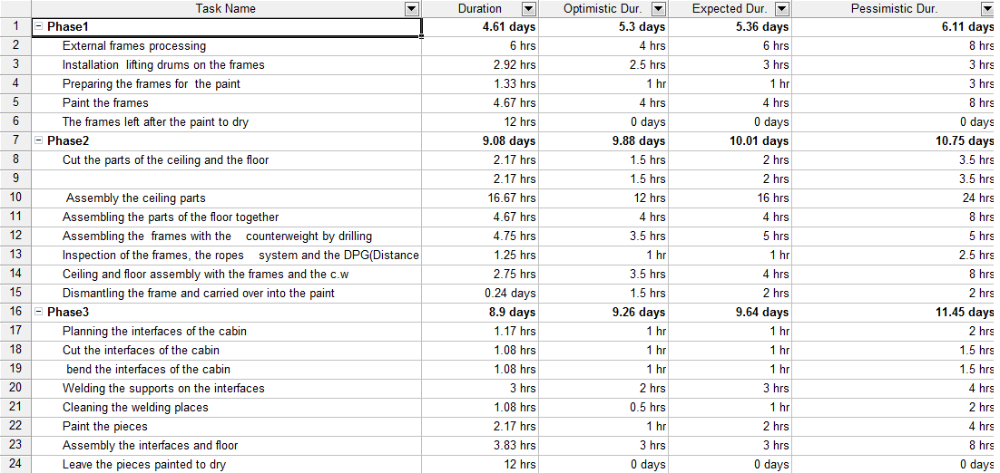 Task Name Duration Optimistic Dur. Expected Dur. Pessimistic Dur.
1 Phase1 4.61 days 5.3 days 5.36 days 6.11 days
2 External frames processing 6 hrs 4 hrs 6 hrs 8 hrs
3 Installation lifting drums on the frames 2.92 hrs 2.5 hrs 3 hrs 3 hrs
4 Preparing the frames for the paint 1.33 hrs 1 hr 1 hr 3 hrs
5 Paint the frames 4.67 hrs 4 hrs 4 hrs 8 hrs
6 The frames left after the paint to dry 12 hrs 0 days 0 days 0 days
7 Phase2 9.08 days 9.88 days 10.01 days 10.75 days
8 Cut the parts of the ceiling and the floor 2.17 hrs 1.5 hrs 2 hrs 3.5 hrs
9 2.17 hrs 1.5 hrs 2 hrs 3.5 hrs
10 Assembly the ceiling parts 16.67 hrs 12 hrs 16 hrs 24 hrs
11 Assembling the parts of the floor together 4.67 hrs 4 hrs 4 hrs 8 hrs
12 Assembling the frames with the counterweight by drilling 4.75 hrs 3.5 hrs 5 hrs 5 hrs
13 Inspection of the frames, the ropes system and the DPG(Distance 1.25 hrs 1 hr 1 hr 2.5 hrs
14 Ceiling and floor assembly with the frames and the c.w 2.75 hrs 3.5 hrs 4 hrs 8 hrs
15 Dismantling the frame and carried over into the paint 0.24 days 1.5 hrs 2 hrs 2 hrs
16 Phase3 8.9 days 9.26 days 9.64 days 11.45 days
17 Planning the interfaces of the cabin 1.17 hrs 1 hr 1 hr 2 hrs
18 Cut the interfaces of the cabin 1.08 hrs 1 hr 1 hr 1.5 hrs
19 bend the interfaces of the cabin 1.08 hrs 1 hr 1 hr 1.5 hrs
20 Welding the supports on the interfaces 3 hrs 2 hrs 3 hrs 4 hrs
21 Cleaning the welding places 1.08 hrs 0.5 hrs 1 hr 2 hrs
22 Paint the pieces 2.17 hrs 1 hr 2 hrs 4 hrs
23 Assembly the interfaces and floor 3.83 hrs 3 hrs 3 hrs 8 hrs
24 Leave the pieces painted to dry 12 hrs 0 days 0 days 0 days